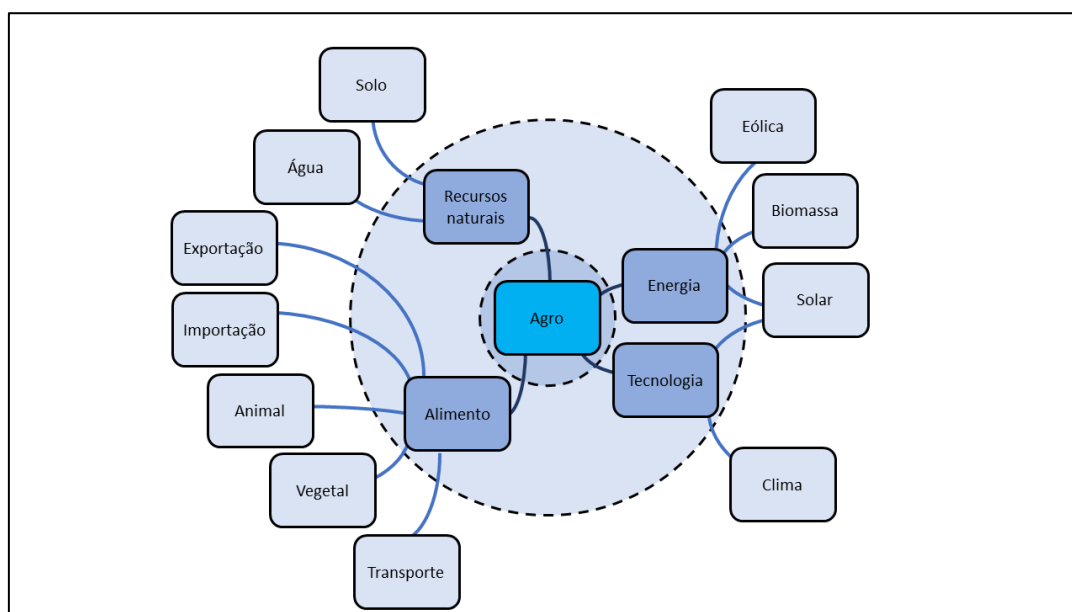 Solo
Eólica
Água
Recursos
naturais
Biomassa
Exportação
Energia
Solar
Agro
Importação
Tecnologia
Animal
Alimento
Vegetal
Clima
Transporte